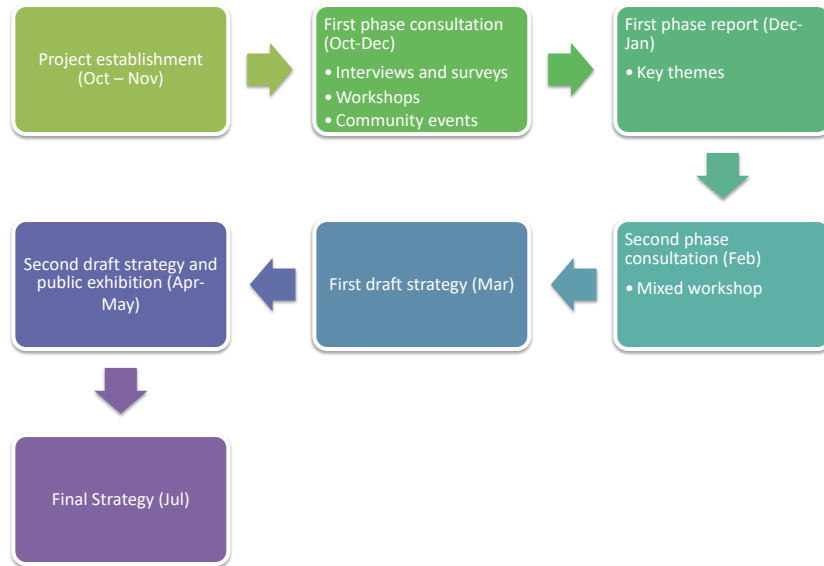 Project establishment
(Oct – Nov)
First phase consultation
(Oct-Dec)
• Interviews and surveys
• Workshops
• Community events
First phase report (Dec-
Jan)
• Key themes
Second phase
consultation (Feb)
• Mixed workshop
First draft strategy (Mar)
Second draft strategy and
public exhibition (Apr-
May)
Final Strategy (Jul)